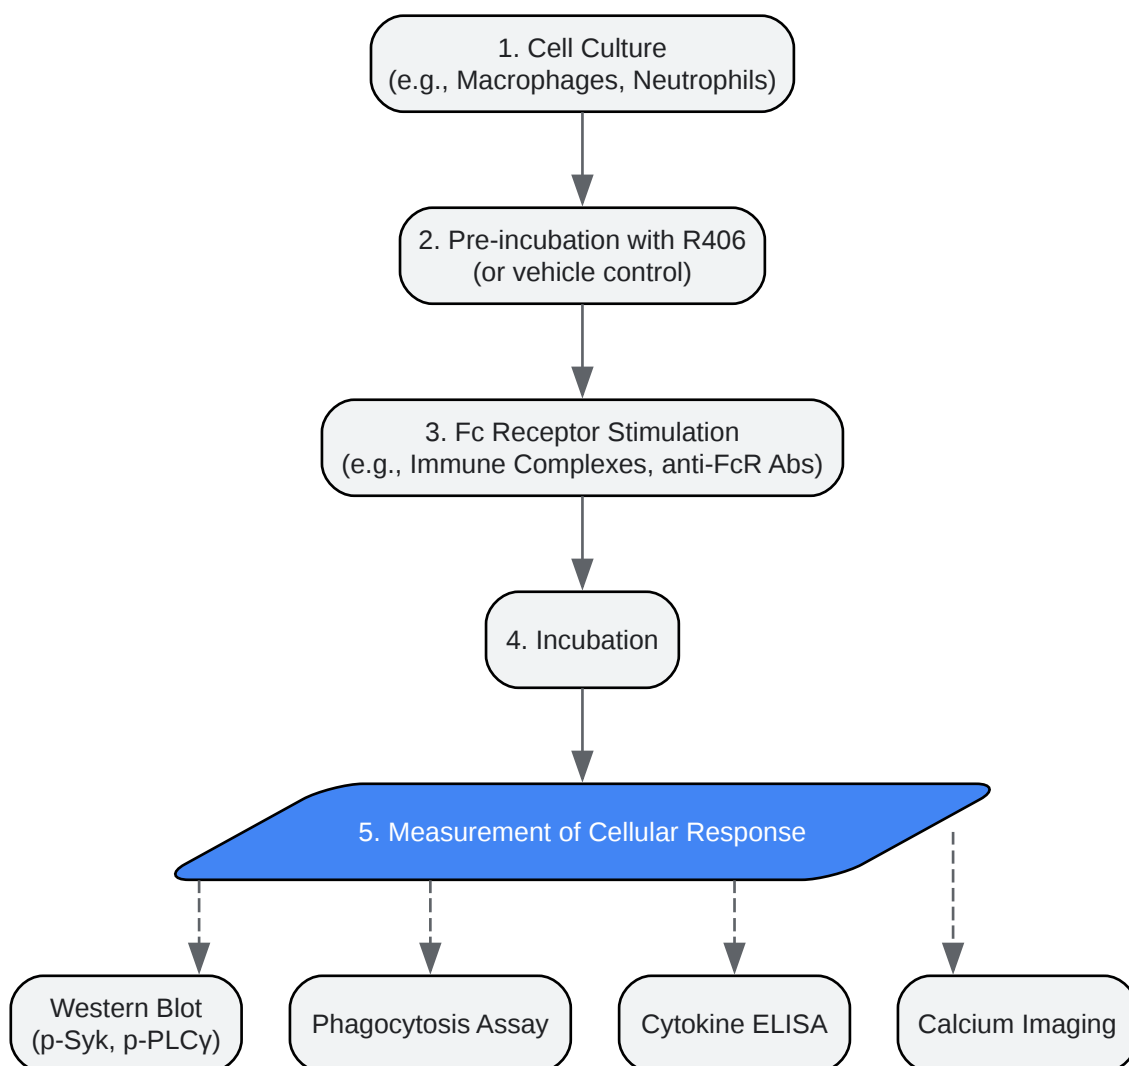 1. Cell Culture
(e.g., Macrophages, Neutrophils)
2. Pre-incubation with R406
(or vehicle control)
3. Fc Receptor Stimulation
(e.g., Immune Complexes, anti-FcR Abs)
4. Incubation
5. Measurement of Cellular Response
Western Blot
(p-Syk, p-PLCγ)
Phagocytosis Assay
Cytokine ELISA
Calcium Imaging